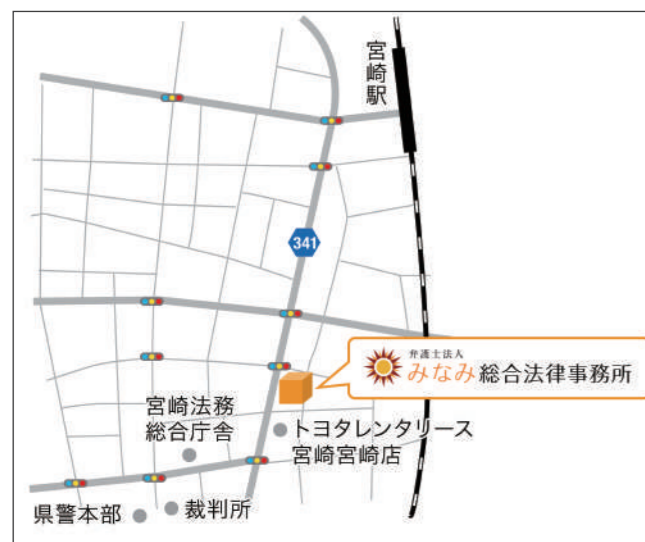 宮崎駅
341
弁護士法人
みなみ総合法律事務所
宮崎法務
総合庁舎
トヨタレンタリース
宮崎宮崎店
裁判所
県警本部